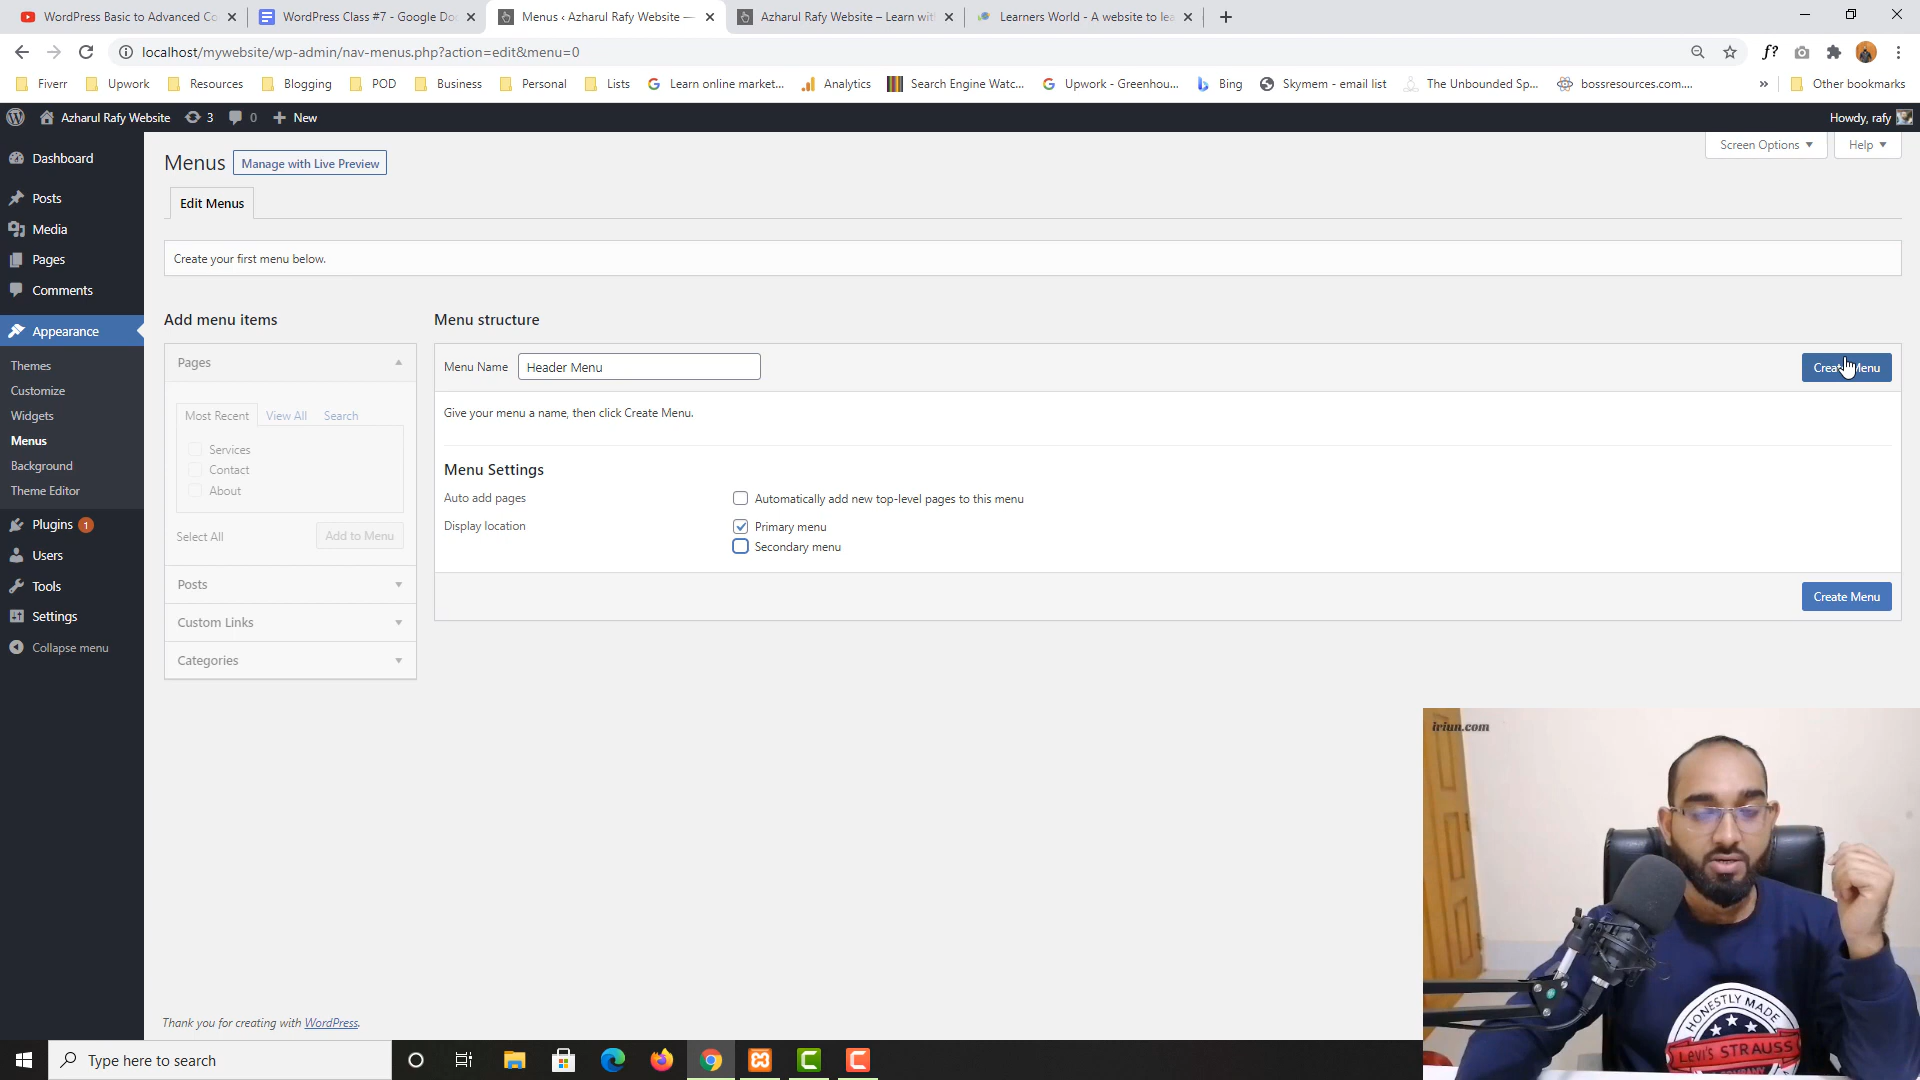 WordPress Basic to Advanced Co
WordPress Class #7 - Google Do
Menus ‹ Azharul Rafy Website —
Azharul Rafy Website – Learn wit
Learners World - A website to le
localhost/mywebsite/wp-admin/nav-menus.php?action=edit&menu=0
f?
Fiverr
Upwork
Resources
Blogging
POD
Business
Personal
Lists
Learn online market...
Analytics
Search Engine Watc...
Upwork - Greenhou...
Bing
Skymem - email list
The Unbounded Sp...
bossresources.com....
»
Other bookmarks
Azharul Rafy Website
3
0
New
Howdy, rafy
Dashboard
Posts
Media
Pages
Comments
Appearance
Themes
Customize
Widgets
Menus
Background
Theme Editor
Plugins 1
Users
Tools
Settings
Collapse menu
Menus
Manage with Live Preview
Screen Options
Help
Edit Menus
Create your first menu below.
Add menu items
Pages
Most Recent
View All
Search
Services
Contact
About
Select All
Add to Menu
Posts
Custom Links
Categories
Menu structure
Menu Name
Header Menu
Create Menu
Give your menu a name, then click Create Menu.
Menu Settings
Auto add pages
Automatically add new top-level pages to this menu
Display location
Primary menu
Secondary menu
Create Menu
Thank you for creating with WordPress.
iriun.com
HONESTLY MADE
LEVI'S STRAUSS
Type here to search